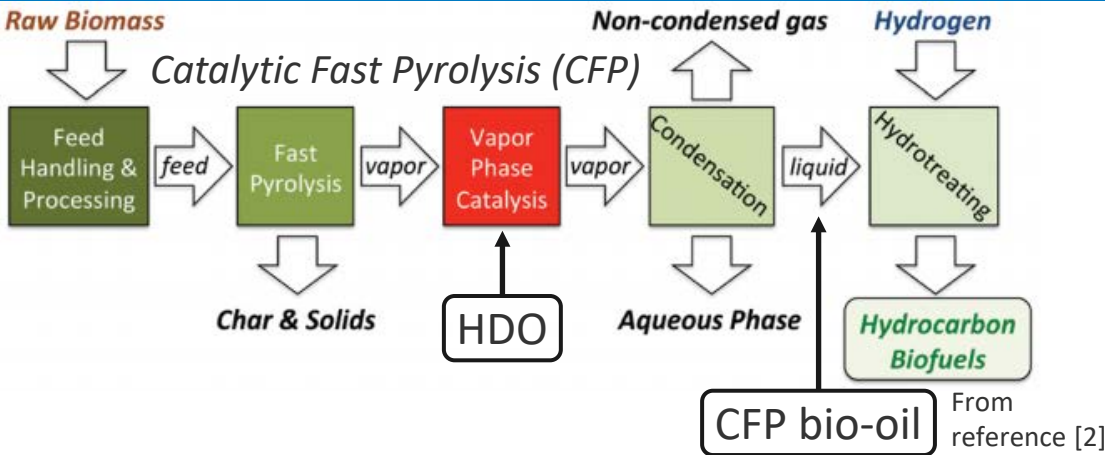 Raw Biomass
Non-condensed gas
Hydrogen
Catalytic Fast Pyrolysis (CFP)
Feed
Handling &
Processing
feed
Fast
Pyrolysis
vapor
Vapor
Phase
Catalysis
vapor
Condensation
liquid
Hydrotreating
Char & Solids
HDO
Aqueous Phase
Hydrocarbon
Biofuels
CFP bio-oil
From
reference [2]